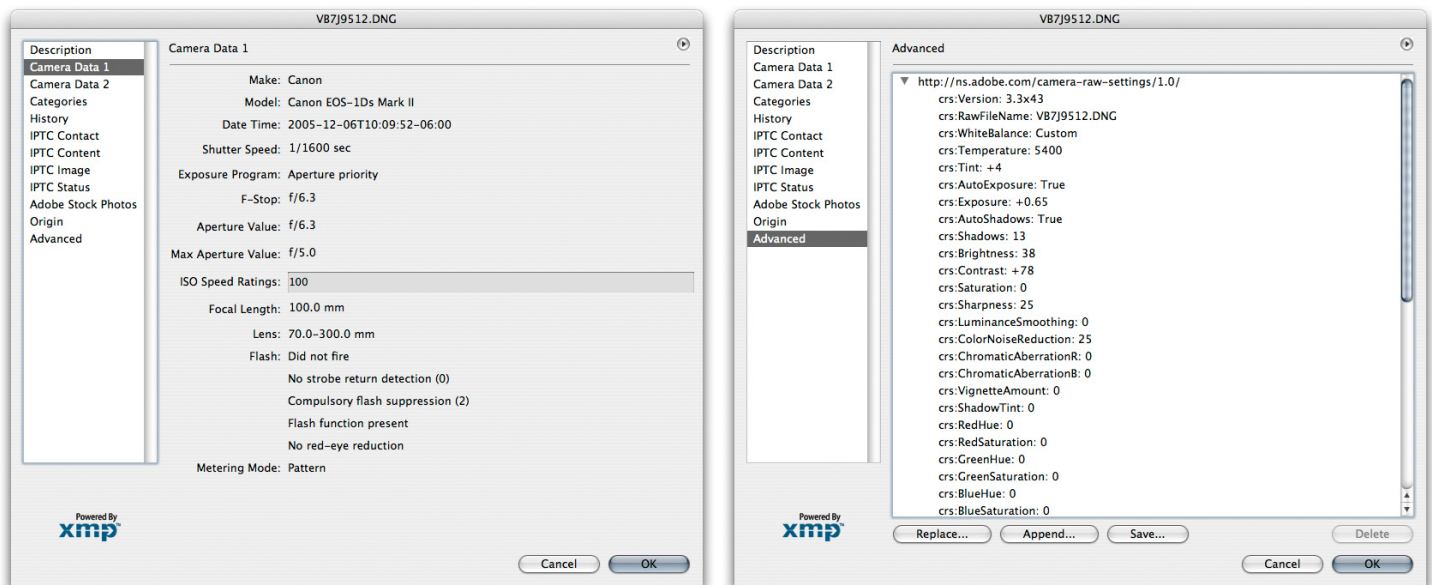 VB7J9512.DNG
Description
Camera Data 1
Camera Data 2
Categories
History
IPTC Contact
IPTC Content
IPTC Image
IPTC Status
Adobe Stock Photos
Origin
Advanced
Camera Data 1
Make: Canon
Model: Canon EOS-1Ds Mark II
Date Time: 2005-12-06T10:09:52-06:00
Shutter Speed: 1/1600 sec
Exposure Program: Aperture priority
F-Stop: f/6.3
Aperture Value: f/6.3
Max Aperture Value: f/5.0
ISO Speed Ratings: 100
Focal Length: 100.0 mm
Lens: 70.0-300.0 mm
Flash: Did not fire
No strobe return detection (0)
Compulsory flash suppression (2)
Flash function present
No red-eye reduction
Metering Mode: Pattern
Powered By
xmp™
Cancel
OK
VB7J9512.DNG
Description
Camera Data 1
Camera Data 2
Categories
History
IPTC Contact
IPTC Content
IPTC Image
IPTC Status
Adobe Stock Photos
Origin
Advanced
Advanced
http://ns.adobe.com/camera-raw-settings/1.0/
crs:Version: 3.3x43
crs:RawFileName: VB7J9512.DNG
crs:WhiteBalance: Custom
crs:Temperature: 5400
crs:Tint: +4
crs:AutoExposure: True
crs:Exposure: +0.65
crs:AutoShadows: True
crs:Shadows: 13
crs:Brightness: 38
crs:Contrast: +78
crs:Saturation: 0
crs:Sharpness: 25
crs:LuminanceSmoothing: 0
crs:ColorNoiseReduction: 25
crs:ChromaticAberrationR: 0
crs:ChromaticAberrationB: 0
crs:VignetteAmount: 0
crs:ShadowTint: 0
crs:RedHue: 0
crs:RedSaturation: 0
crs:GreenHue: 0
crs:GreenSaturation: 0
crs:BlueHue: 0
crs:BlueSaturation: 0
Replace...
Append...
Save...
Delete
Powered By
xmp™
Cancel
OK